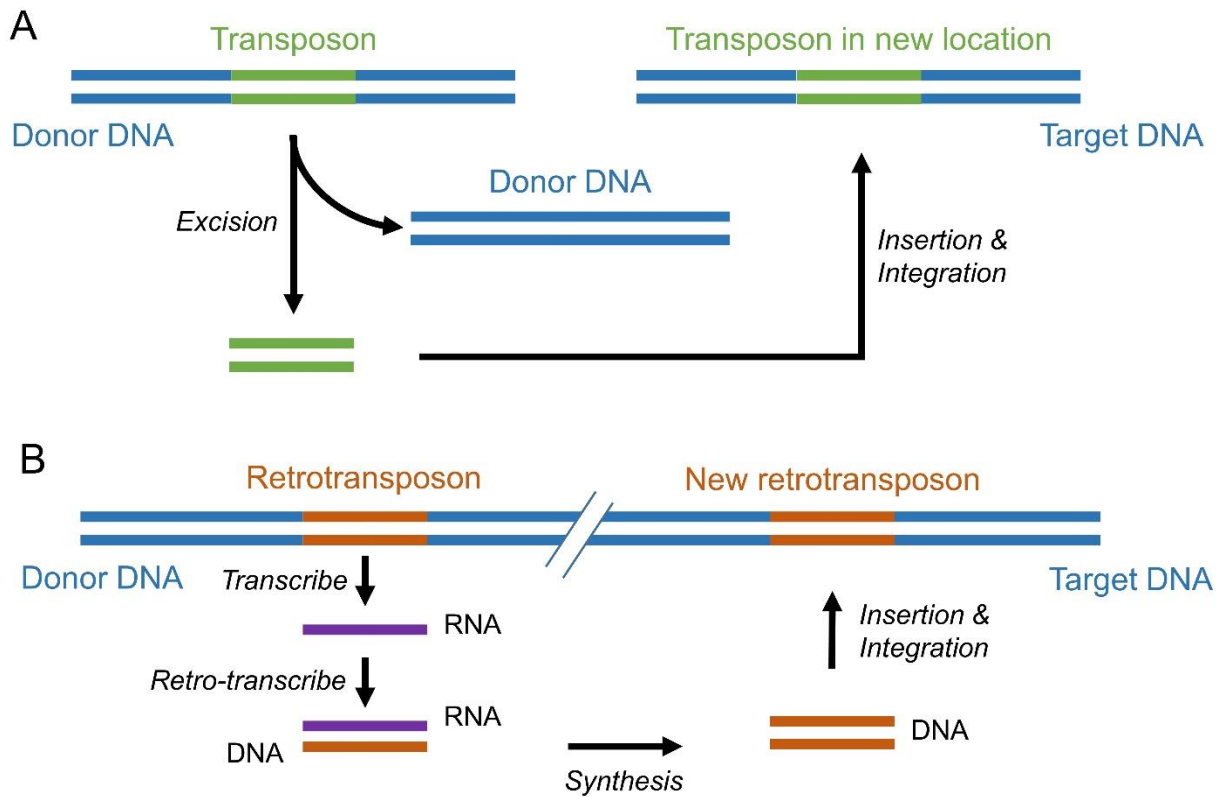 A
Transposon
Transposon in new location
Donor DNA
Target DNA
Donor DNA
Excision
Insertion &
Integration
B
Retrotransposon
New retrotransposon
Donor DNA
Target DNA
Transcribe
RNA
Insertion &
Integration
Retro-transcribe
RNA
DNA
DNA
Synthesis